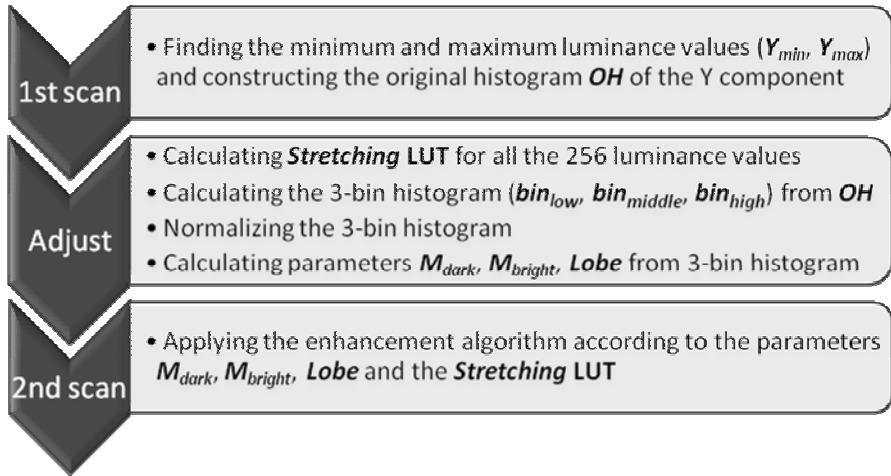 1st scan
• Finding the minimum and maximum luminance values (Ymin, Ymax)
and constructing the original histogram OH of the Y component
Adjust
• Calculating Stretching LUT for all the 256 luminance values
• Calculating the 3-bin histogram (binlow, binmiddle, binhigh) from OH
• Normalizing the 3-bin histogram
• Calculating parameters Mdark, Mbright, Lobe from 3-bin histogram
2nd scan
• Applying the enhancement algorithm according to the parameters
Mdark, Mbright, Lobe and the Stretching LUT